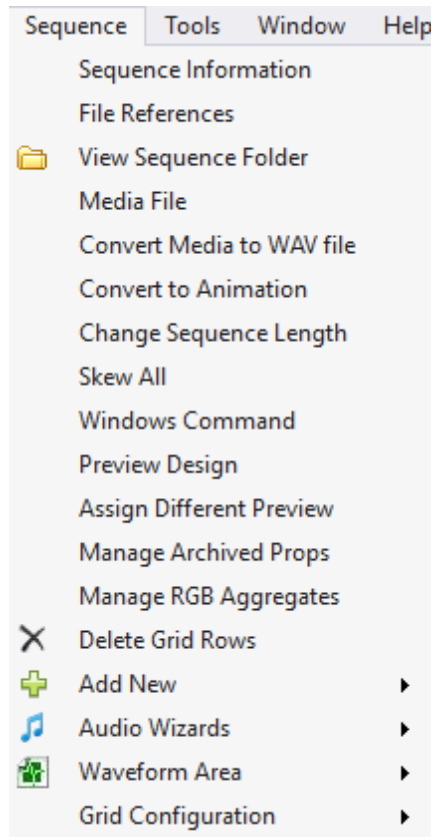 Sequence Tools Window Help
Sequence Information
File References
View Sequence Folder
Media File
Convert Media to WAV file
Convert to Animation
Change Sequence Length
Skew All
Windows Command
Preview Design
Assign Different Preview
Manage Archived Props
Manage RGB Aggregates
Delete Grid Rows
Add New
Audio Wizards
Waveform Area
Grid Configuration